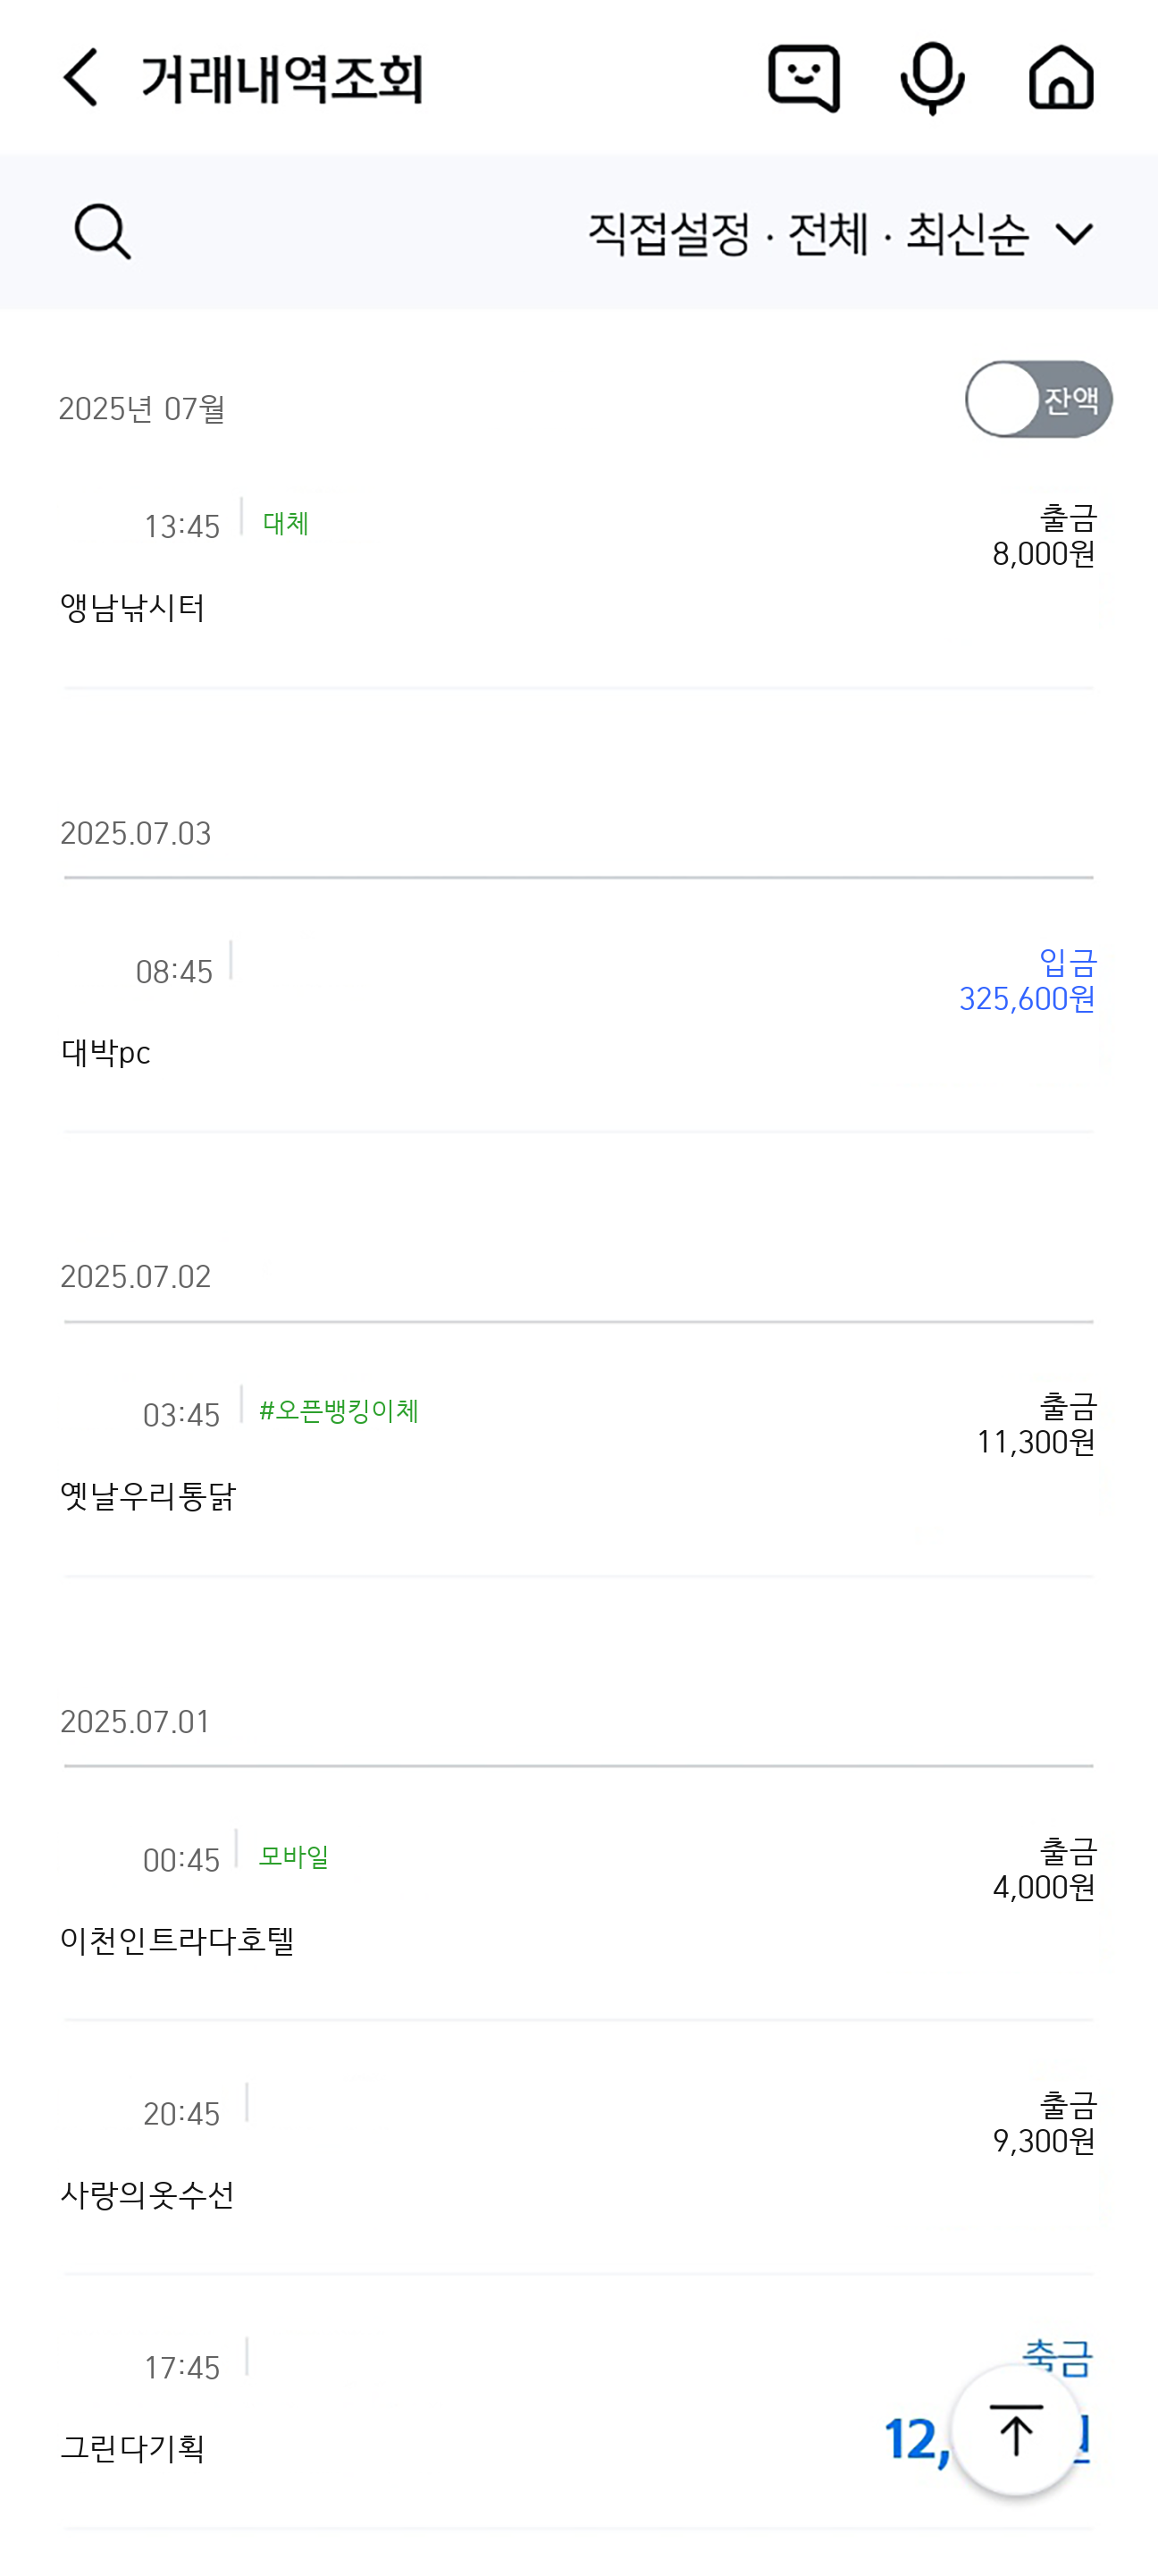 거래내역조회
직접설정 · 전체 · 최신순
2025년 07월
잔액
13:45 대체
출금
8,000원
앵남낚시터
2025.07.03
08:45
입금
325,600원
대박pc
2025.07.02
03:45 #오픈뱅킹이체
출금
11,300원
옛날우리통닭
2025.07.01
00:45 모바일
출금
4,000원
이천인트라다호텔
20:45
출금
9,300원
사랑의옷수선
17:45
출금
12,
그린다기획